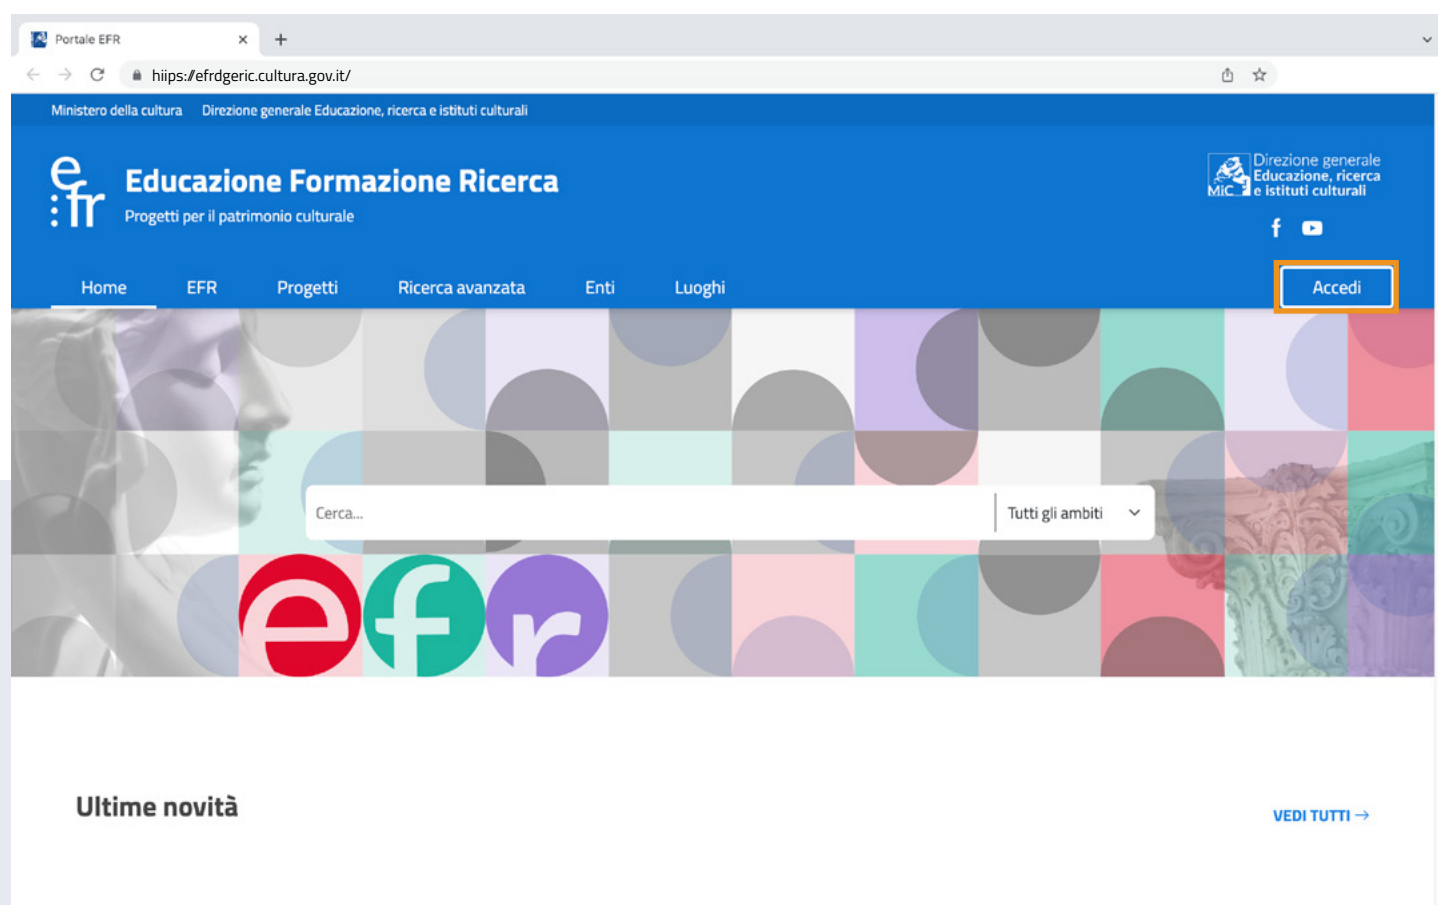 Portale EFR
hiips://efrdgeric.cultura.gov.it/
Ministero della cultura Direzione generale Educazione, ricerca e istituti culturali
efr
Educazione Formazione Ricerca
Progetti per il patrimonio culturale
MiC
Direzione generale
Educazione, ricerca
e istituti culturali
Home EFR Progetti Ricerca avanzata Enti Luoghi Accedi
Cerca... Tutti gli ambiti
efr
Ultime novità
VEDI TUTTI →